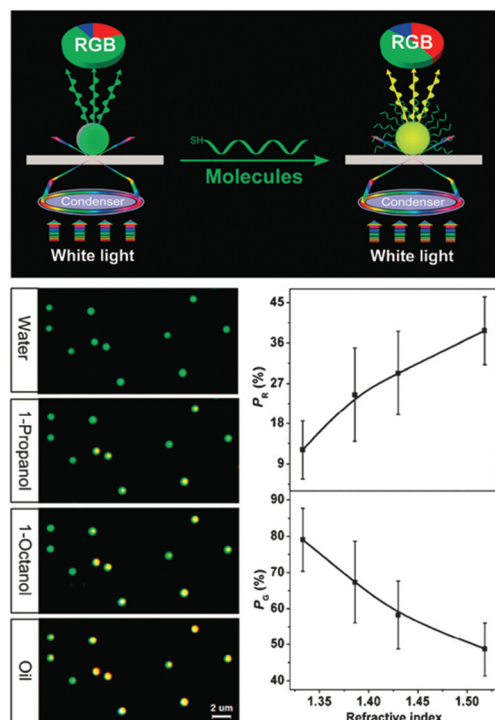 RGB
RGB
SH
Molecules
Condenser
Condenser
White light
White light
Water
1-Propanol
1-Octanol
Oil
2 um
P_R (%)
45
36
27
18
9
P_G (%)
90
80
70
60
50
40
1.35
1.40
1.45
1.50
Refractive index